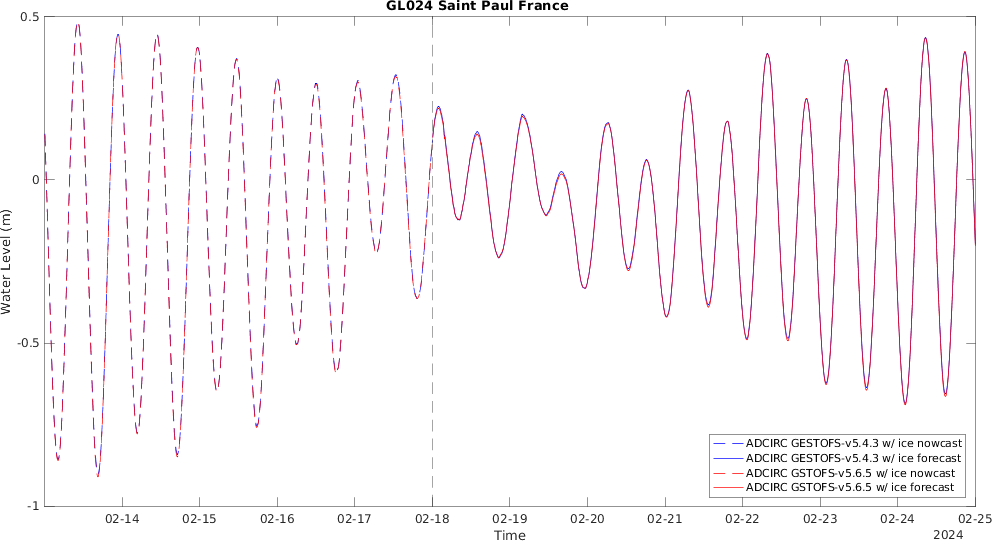 GL024 Saint Paul France
Water Level (m)
0.5
0
-0.5
-1
ADCIRC GESTOFS-v5.4.3 w/ ice nowcast
ADCIRC GESTOFS-v5.4.3 w/ ice forecast
ADCIRC GSTOFS-v5.6.5 w/ ice nowcast
ADCIRC GSTOFS-v5.6.5 w/ ice forecast
02-14 02-15 02-16 02-17 02-18 02-19 02-20 02-21 02-22 02-23 02-24 02-25
Time
2024